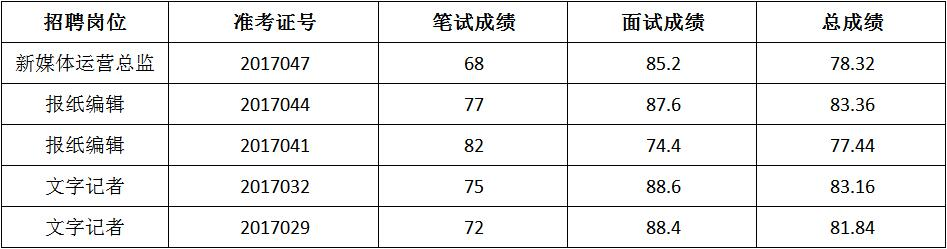 招聘岗位 准考证号 笔试成绩 面试成绩 总成绩
新媒体运营总监 2017047 68 85.2 78.32
报纸编辑 2017044 77 87.6 83.36
报纸编辑 2017041 82 74.4 77.44
文字记者 2017032 75 88.6 83.16
文字记者 2017029 72 88.4 81.84